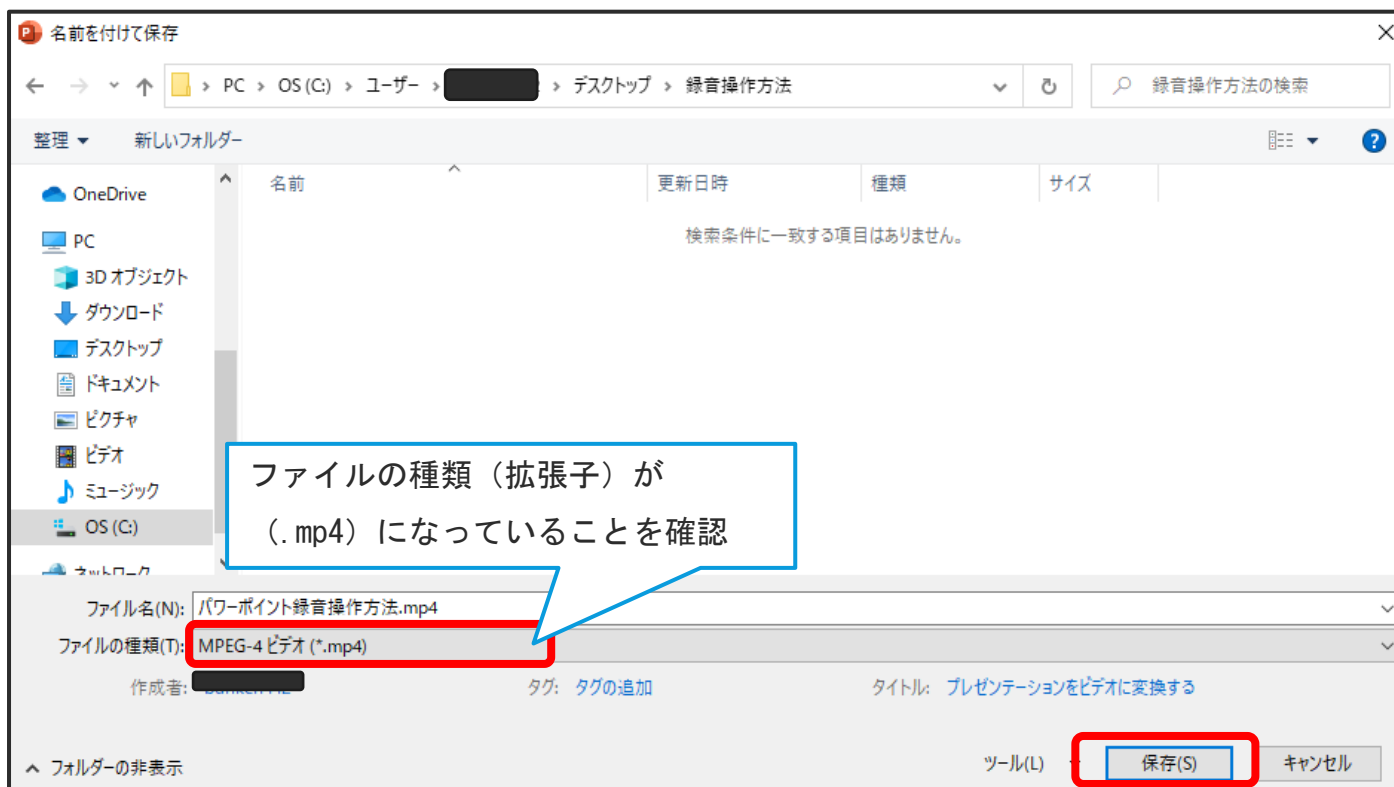 名前を付けて保存
PC > OS (C:) > ユーザー > > デスクトップ > 録音操作方法
録音操作方法の検索
整理 新しいフォルダー
名前 更新日時 種類 サイズ
検索条件に一致する項目はありません。
OneDrive
PC
3D オブジェクト
ダウンロード
デスクトップ
ドキュメント
ピクチャ
ビデオ
ミュージック
OS (C:)
ネットワーク
ファイルの種類（拡張子）が
（.mp4）になっていることを確認
ファイル名(N): パワーポイント録音操作方法.mp4
ファイルの種類(T): MPEG-4 ビデオ (*.mp4)
作成者: タグ: タグの追加 タイトル: プレゼンテーションをビデオに変換する
フォルダーの非表示 ツール(L) 保存(S) キャンセル